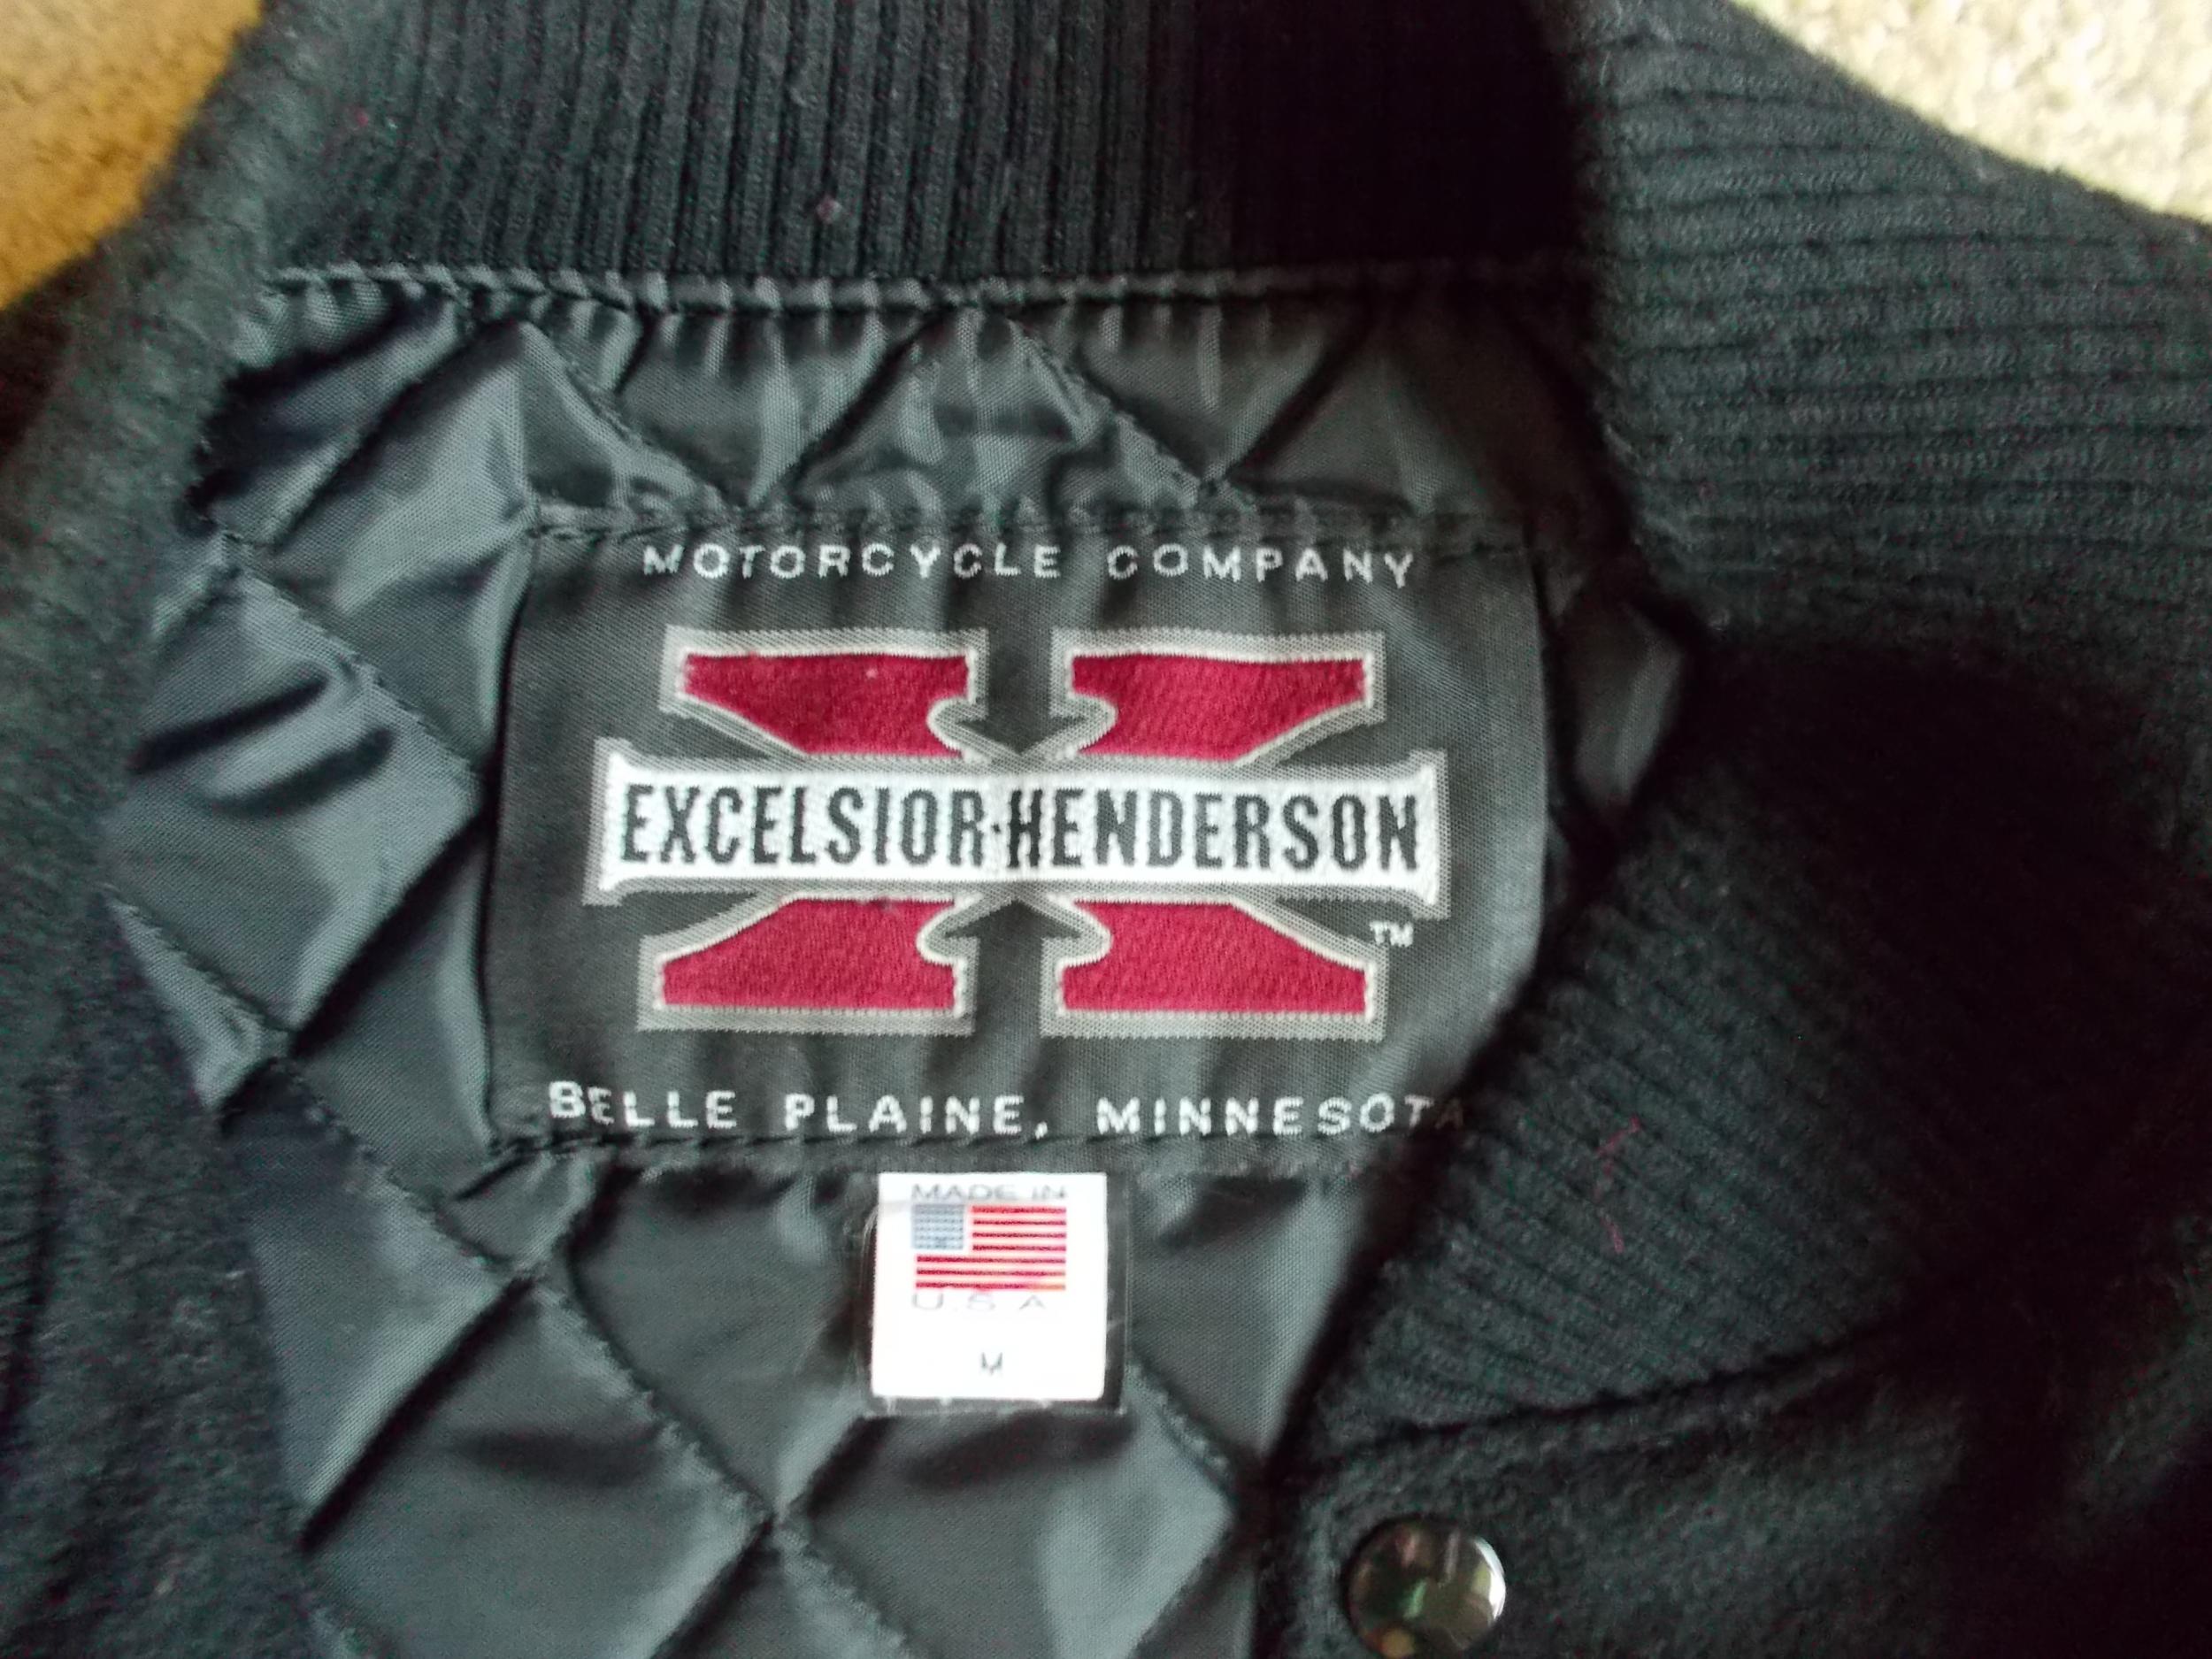 MOTORCYCLE COMPANY
EXCELSIOR·HENDERSON
TM
BELLE PLAINE, MINNESOTA
MADE IN
U.S.A
M